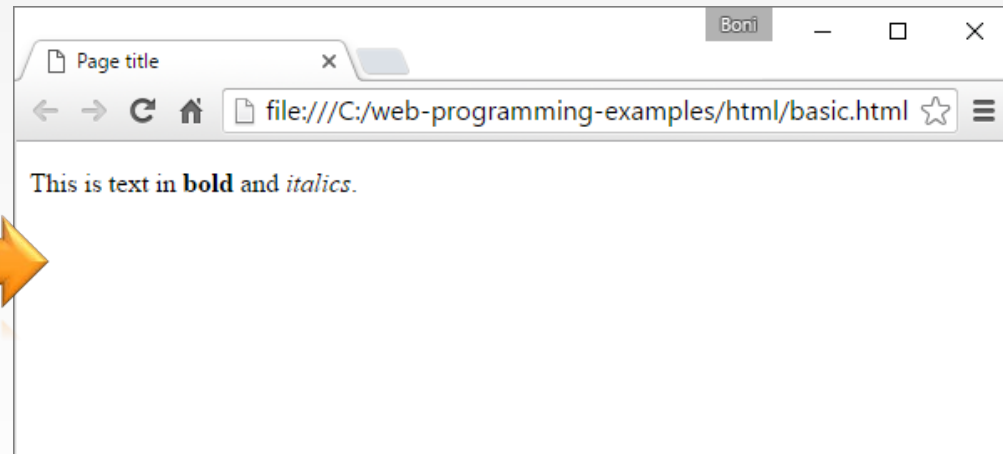 Boni
Page title
file:///C:/web-programming-examples/html/basic.html
This is text in bold and italics.